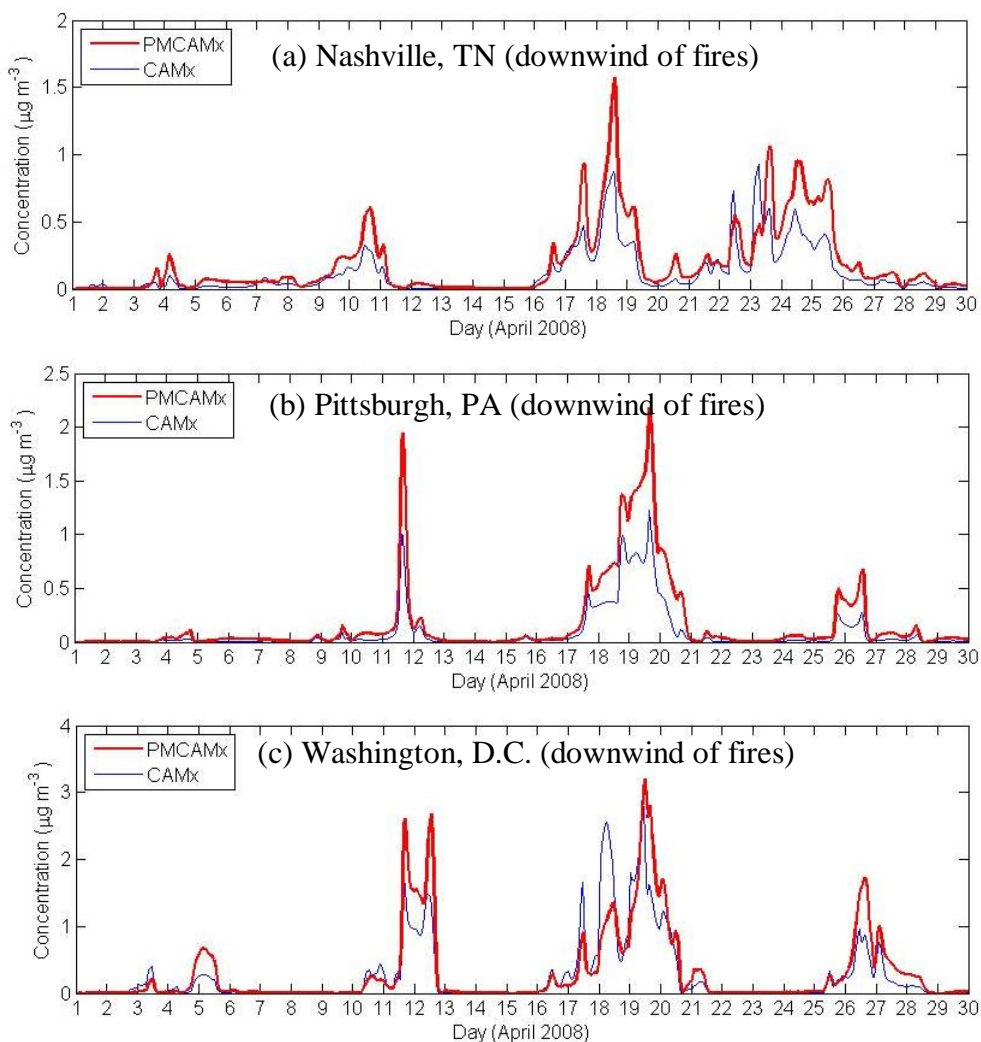 (a) Nashville, TN (downwind of fires)
PMCAMx
CAMx
Concentration (µg m⁻³)
2
1.5
1
0.5
0
1 2 3 4 5 6 7 8 9 10 11 12 13 14 15 16 17 18 19 20 21 22 23 24 25 26 27 28 29 30
Day (April 2008)
(b) Pittsburgh, PA (downwind of fires)
PMCAMx
CAMx
Concentration (µg m⁻³)
2.5
2
1.5
1
0.5
0
1 2 3 4 5 6 7 8 9 10 11 12 13 14 15 16 17 18 19 20 21 22 23 24 25 26 27 28 29 30
Day (April 2008)
(c) Washington, D.C. (downwind of fires)
PMCAMx
CAMx
Concentration (µg m⁻³)
4
3
2
1
0
1 2 3 4 5 6 7 8 9 10 11 12 13 14 15 16 17 18 19 20 21 22 23 24 25 26 27 28 29 30
Day (April 2008)